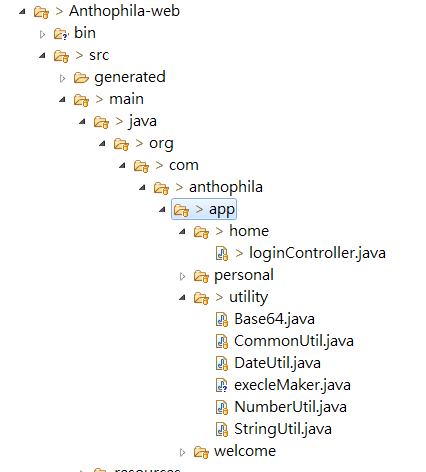 > Anthophila-web
bin
> src
generated
> main
> java
> org
> com
> anthophila
> app
> home
> loginController.java
personal
> utility
Base64.java
CommonUtil.java
DateUtil.java
execleMaker.java
NumberUtil.java
StringUtil.java
welcome
resources